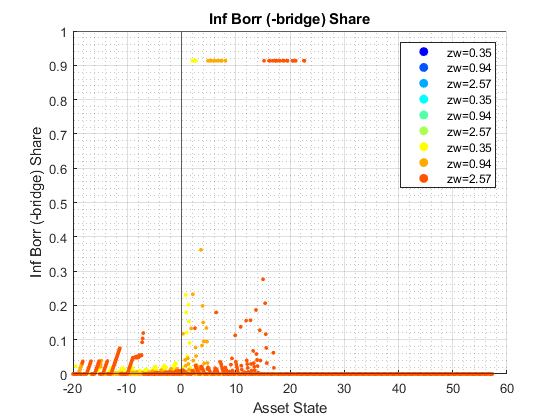 Inf Borr (-bridge) Share
1
0.9
0.8
0.7
0.6
0.5
0.4
0.3
0.2
0.1
0
Inf Borr (-bridge) Share
zw=0.35
zw=0.94
zw=2.57
zw=0.35
zw=0.94
zw=2.57
zw=0.35
zw=0.94
zw=2.57
-20 -10 0 10 20 30 40 50 60
Asset State